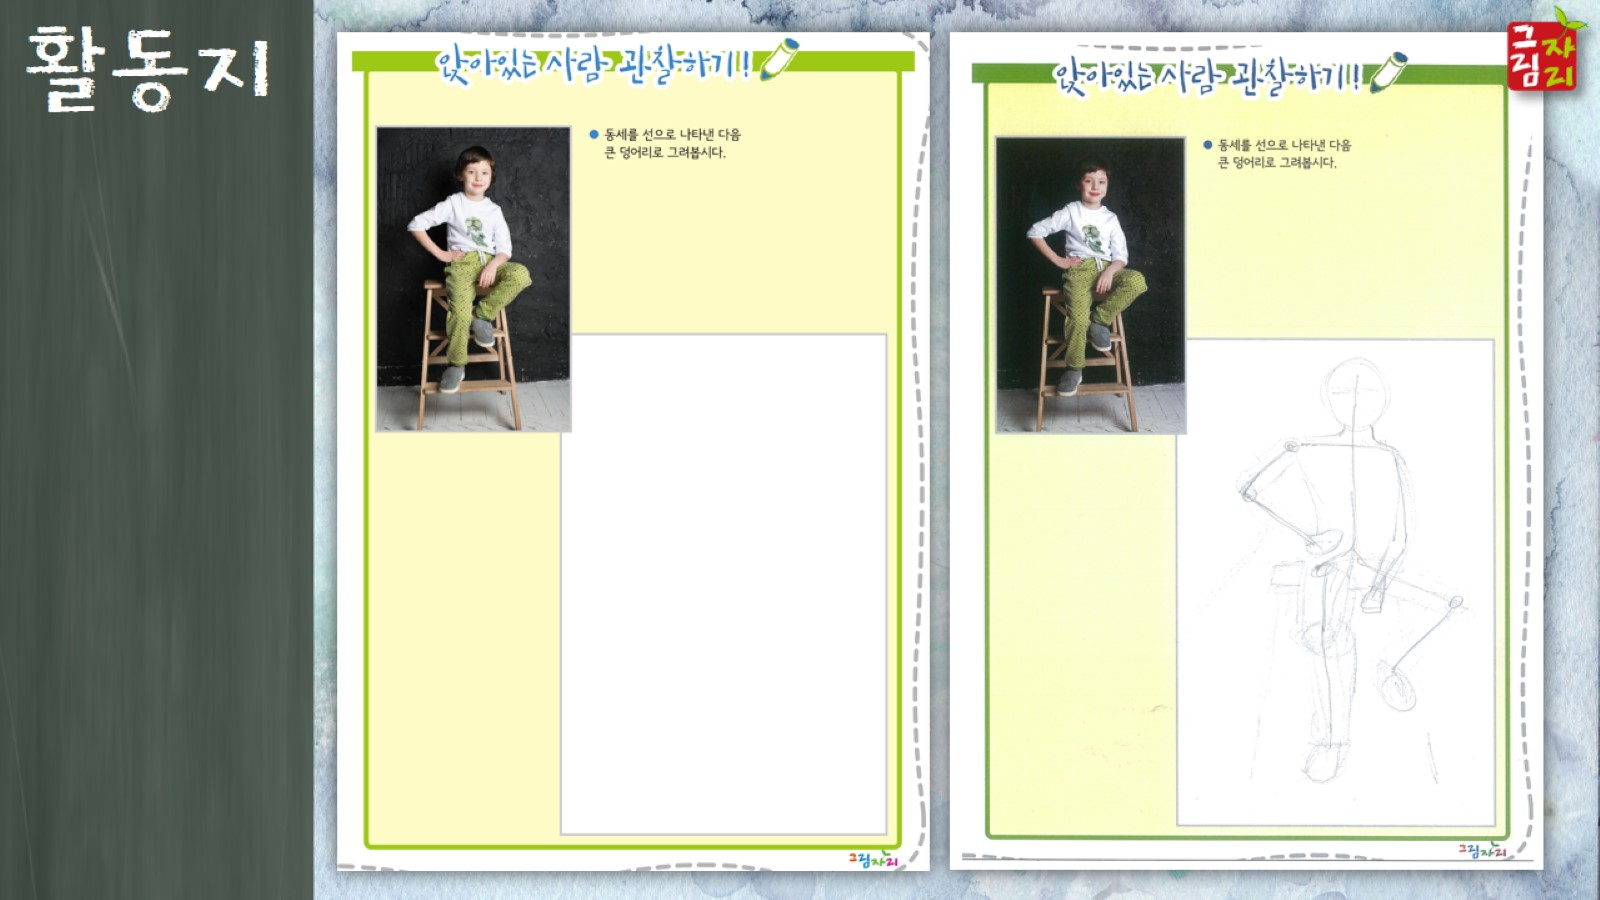 활동지
앉아있는 사람 관찰하기!
동세를 선으로 나타낸 다음
큰 덩어리로 그려봅시다.
그림자리
앉아있는 사람 관찰하기!
동세를 선으로 나타낸 다음
큰 덩어리로 그려봅시다.
그림자리
그림
자리